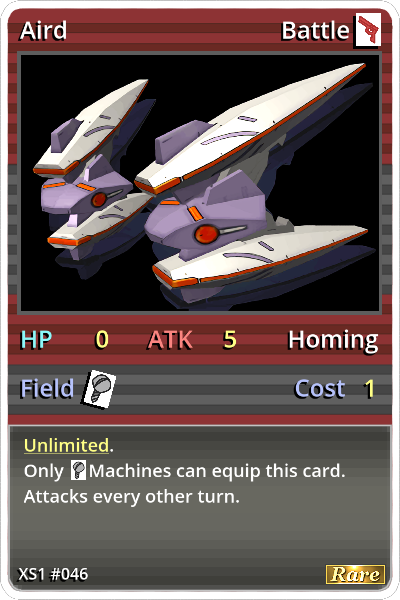 Aird Battle
HP 0 ATK 5 Homing
Field Cost 1
Unlimited.
Only Machines can equip this card.
Attacks every other turn.
XS1 #046 Rare